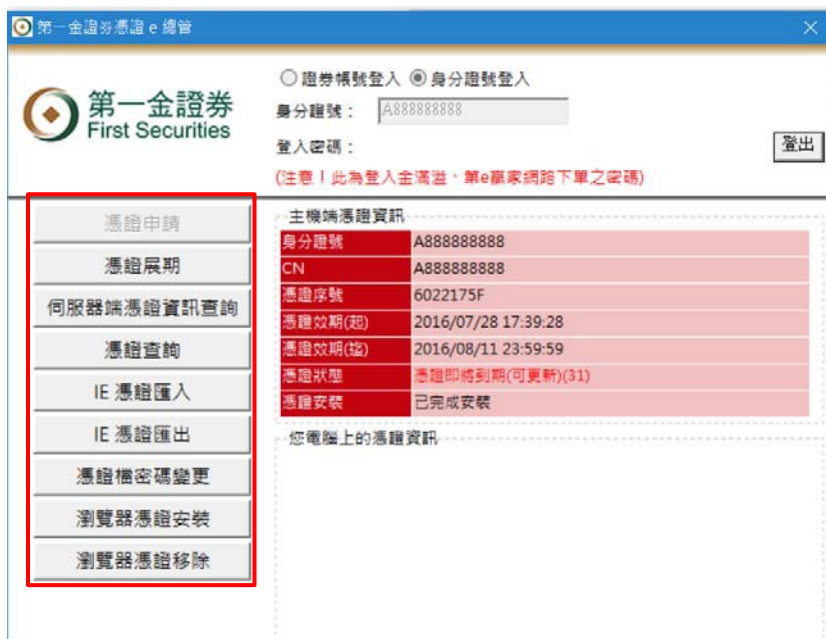 第一金證券憑證 e 總管
第一金證券
First Securities
證券帳號登入 身分證號登入
身分證號： A888888888
登入密碼：
登出
(注意！此為登入金滿溢、第e贏家網路下單之密碼)
憑證申請
憑證展期
伺服器端憑證資訊查詢
憑證查詢
IE 憑證匯入
IE 憑證匯出
憑證檔密碼變更
瀏覽器憑證安裝
瀏覽器憑證移除
主機端憑證資訊
身分證號 A888888888
CN A888888888
憑證序號 6022175F
憑證效期(起) 2016/07/28 17:39:28
憑證效期(迄) 2016/08/11 23:59:59
憑證狀態 憑證即將到期(可更新)(31)
憑證安裝 已完成安裝
您電腦上的憑證資訊